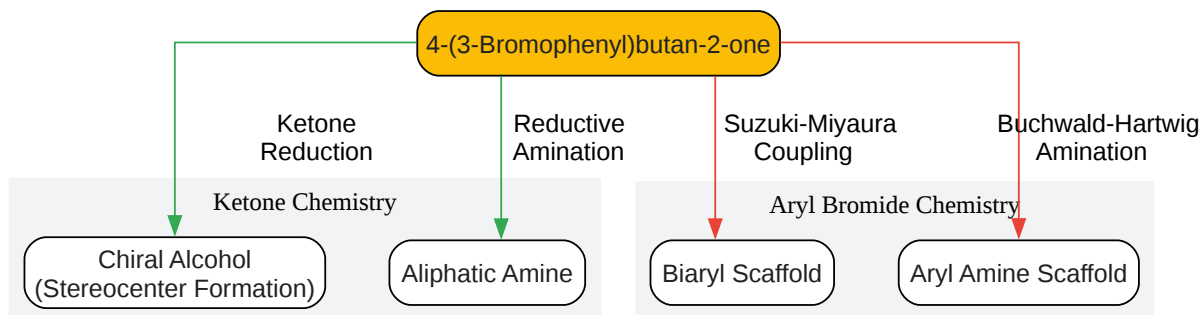 4-(3-Bromophenyl)butan-2-one
Ketone
Reduction
Reductive
Amination
Suzuki-Miyaura
Coupling
Buchwald-Hartwig
Amination
Ketone Chemistry
Aryl Bromide Chemistry
Chiral Alcohol
(Stereocenter Formation)
Aliphatic Amine
Biaryl Scaffold
Aryl Amine Scaffold